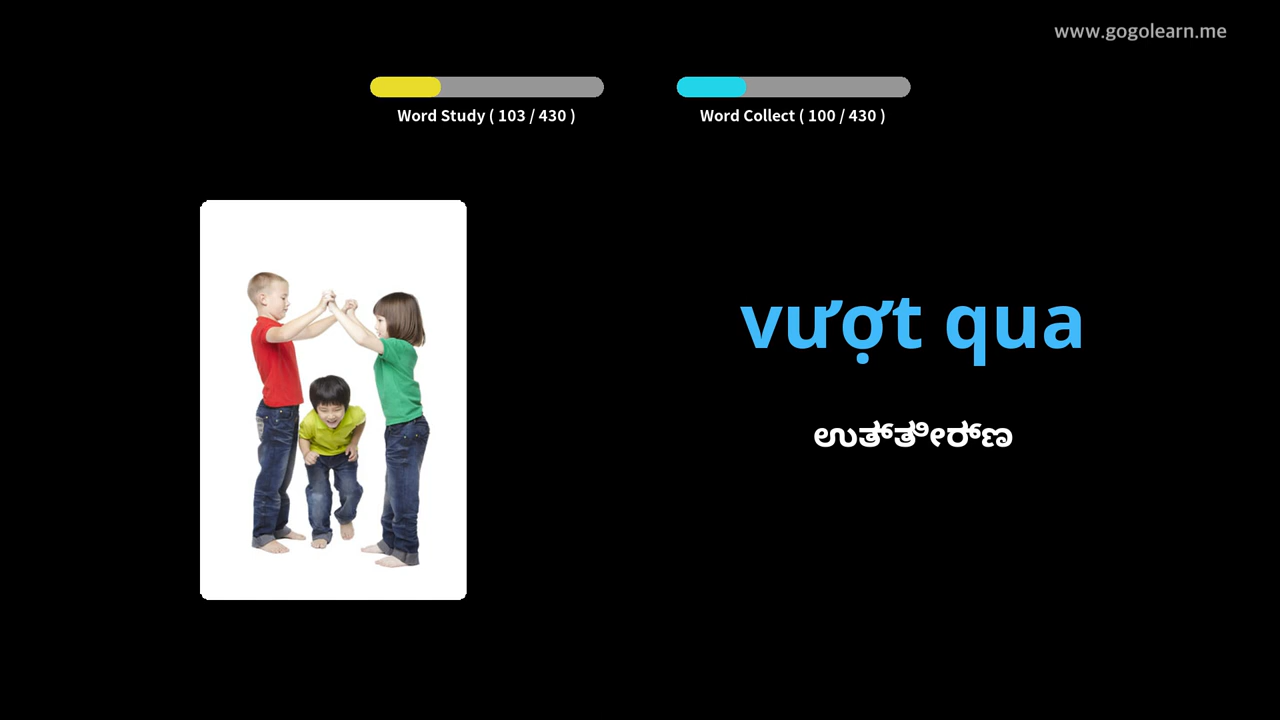 www.gogolearn.me
Word Study ( 103 / 430 )
Word Collect ( 100 / 430 )
vượt qua
ಉತ್ತೀರ್ಣ